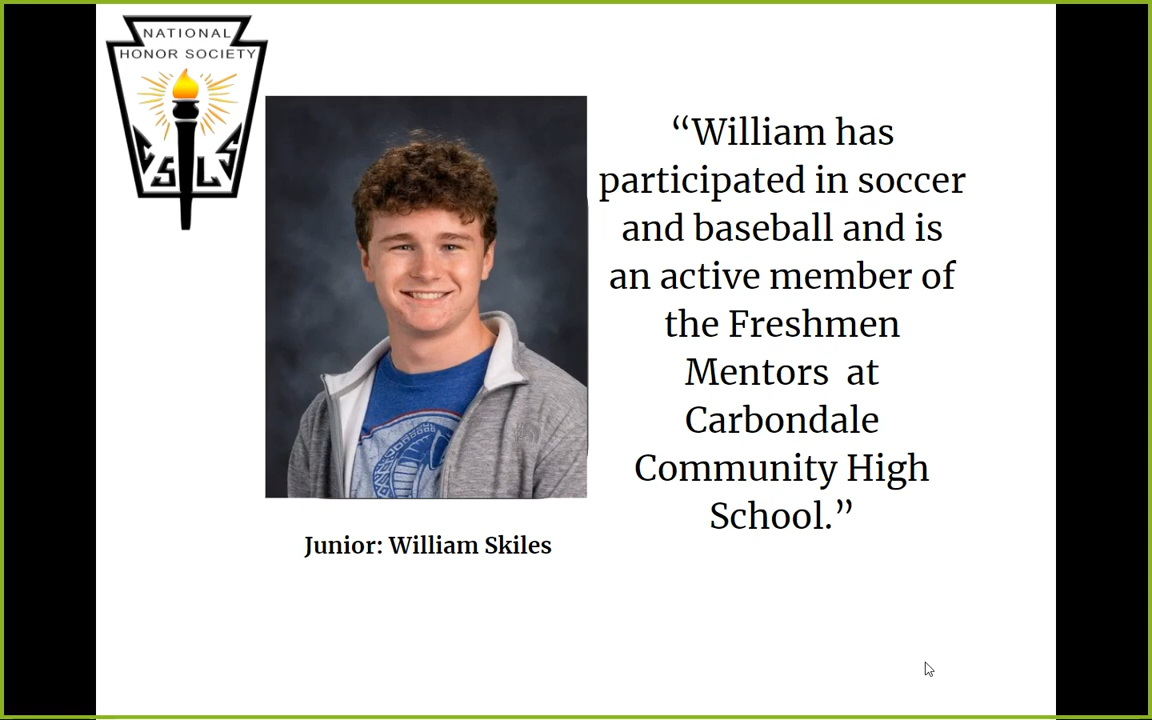 NATIONAL
HONOR SOCIETY
C S L S
“William has
participated in soccer
and baseball and is
an active member of
the Freshmen
Mentors  at
Carbondale
Community High
School.”
Junior: William Skiles